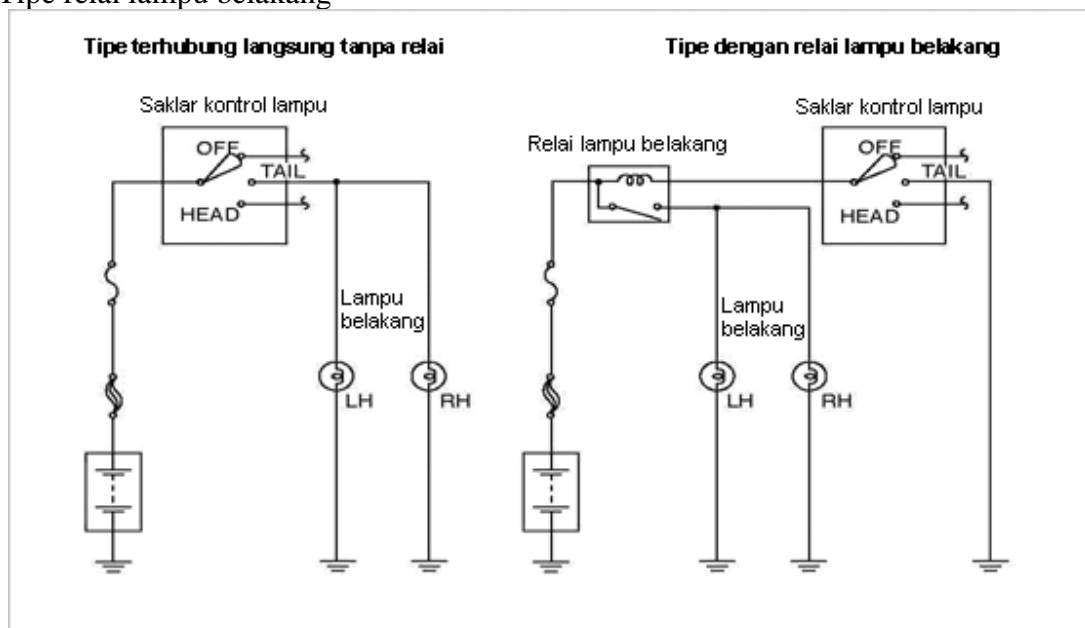 Tipe relai lampu belakang
Tipe terhubung langsung tanpa relai
Saklar kontrol lampu
OFF
TAIL
HEAD
Lampu
belakang
LH
RH
Tipe dengan relai lampu belakang
Saklar kontrol lampu
Relai lampu belakang
OFF
TAIL
HEAD
Lampu
belakang
LH
RH